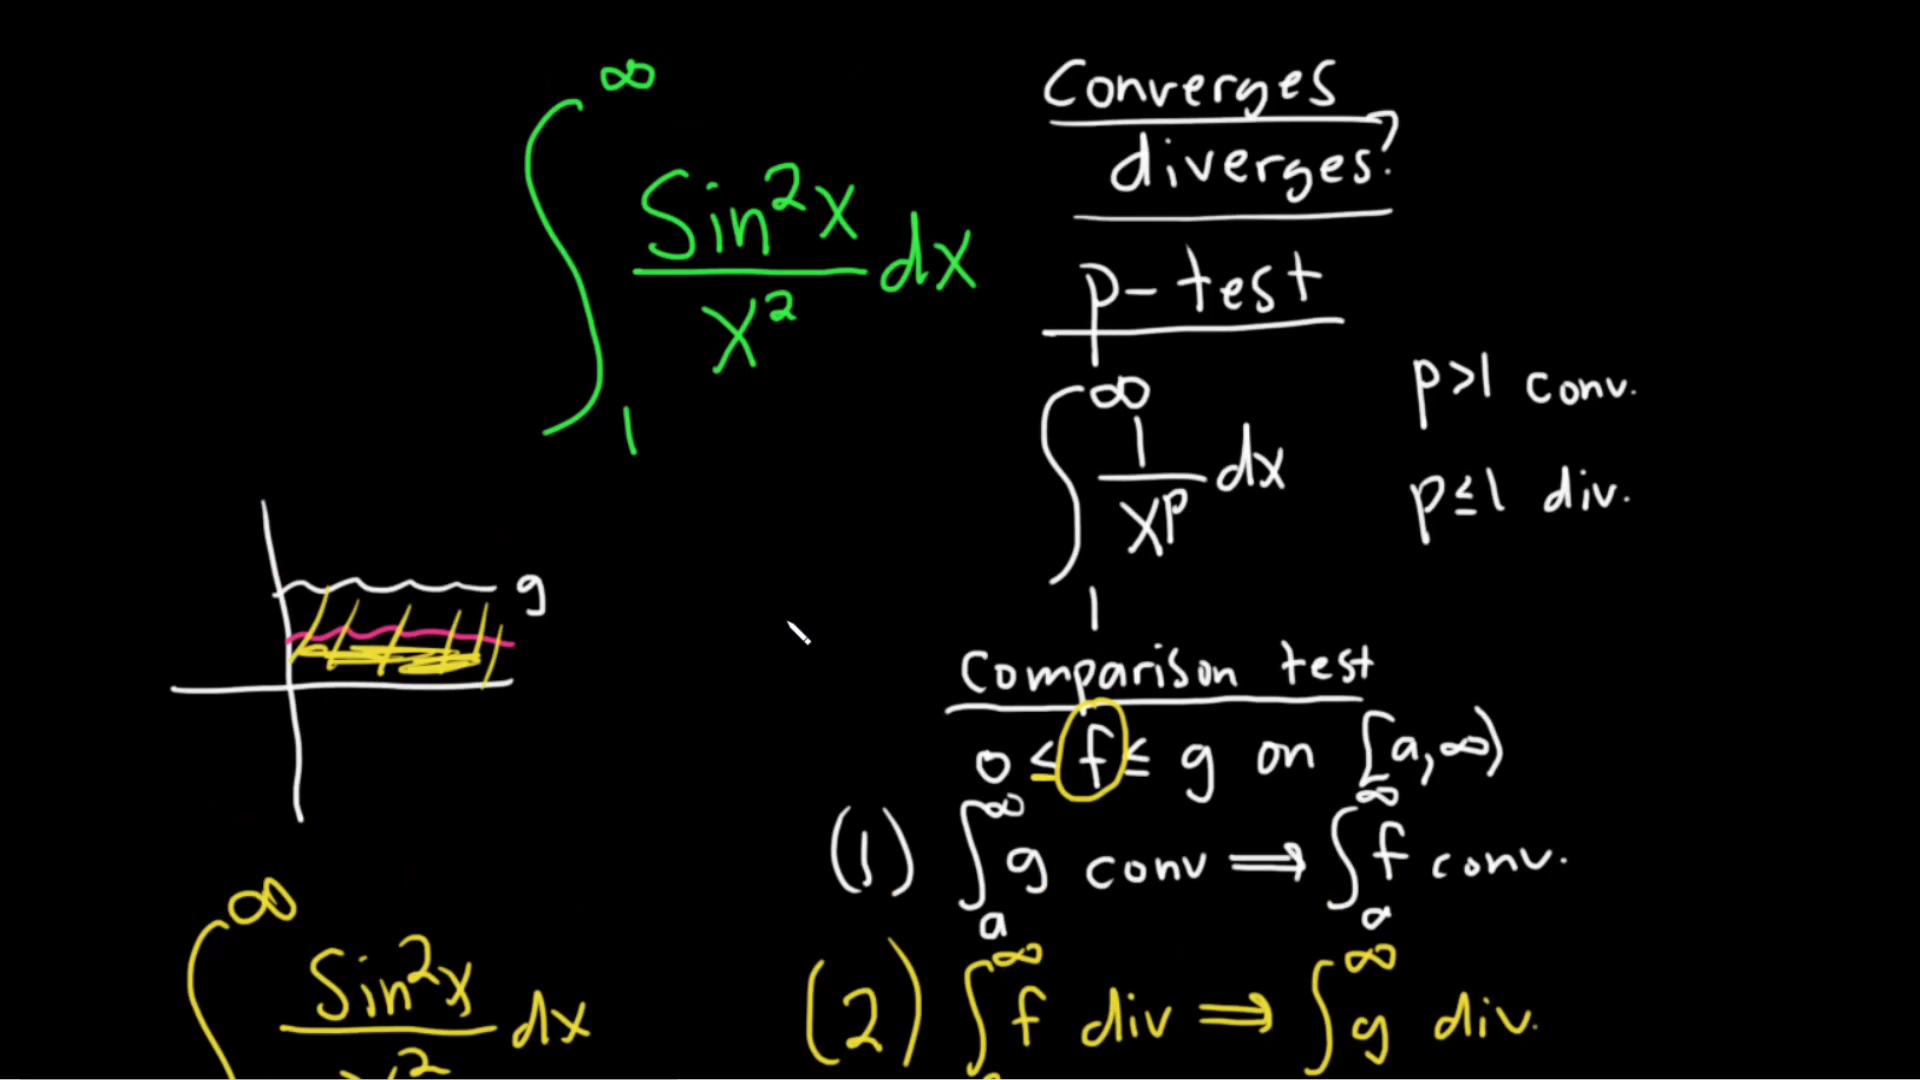 ∫₁^∞ Sin²x/x² dx
Converges
diverges?
p-test
∫₁^∞ 1/x^p dx
p>1 conv.
p≤1 div.
g
Comparison test
0 ≤ f ≤ g on [a,∞)
(1) ∫ₐ^∞ g conv ⟹ ∫ₐ^∞ f conv.
(2) ∫^∞ f div ⟹ ∫^∞ g div.
∫^∞ Sin²x/x² dx